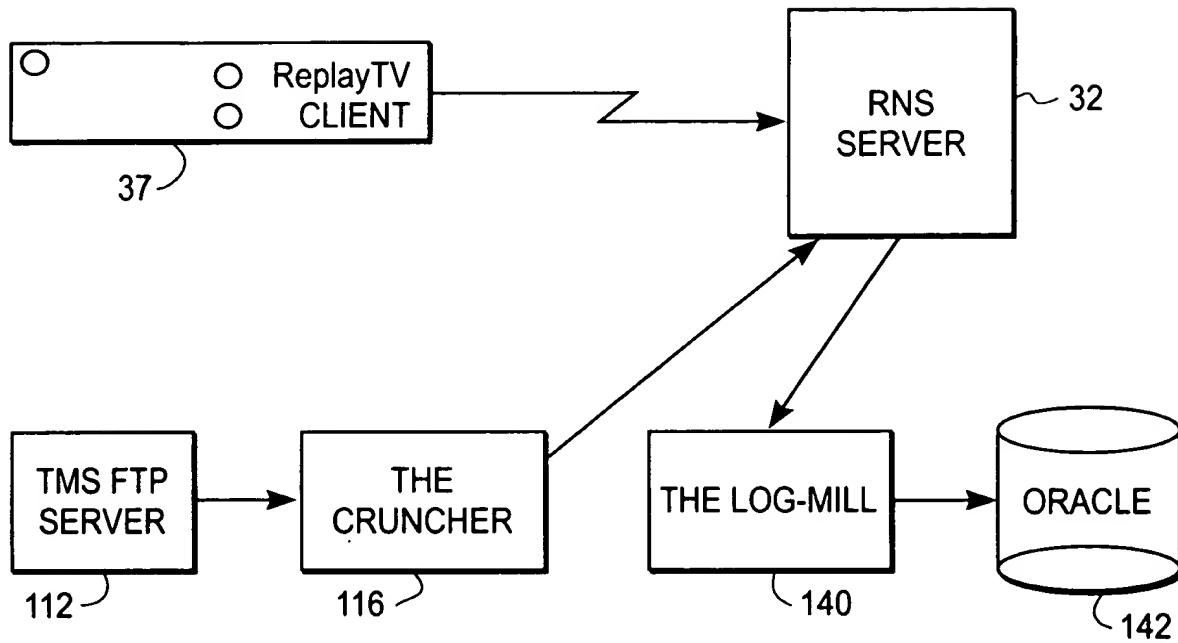 ReplayTV
CLIENT
37
RNS
SERVER
32
TMS FTP
SERVER
112
THE
CRUNCHER
116
THE LOG-MILL
140
ORACLE
142